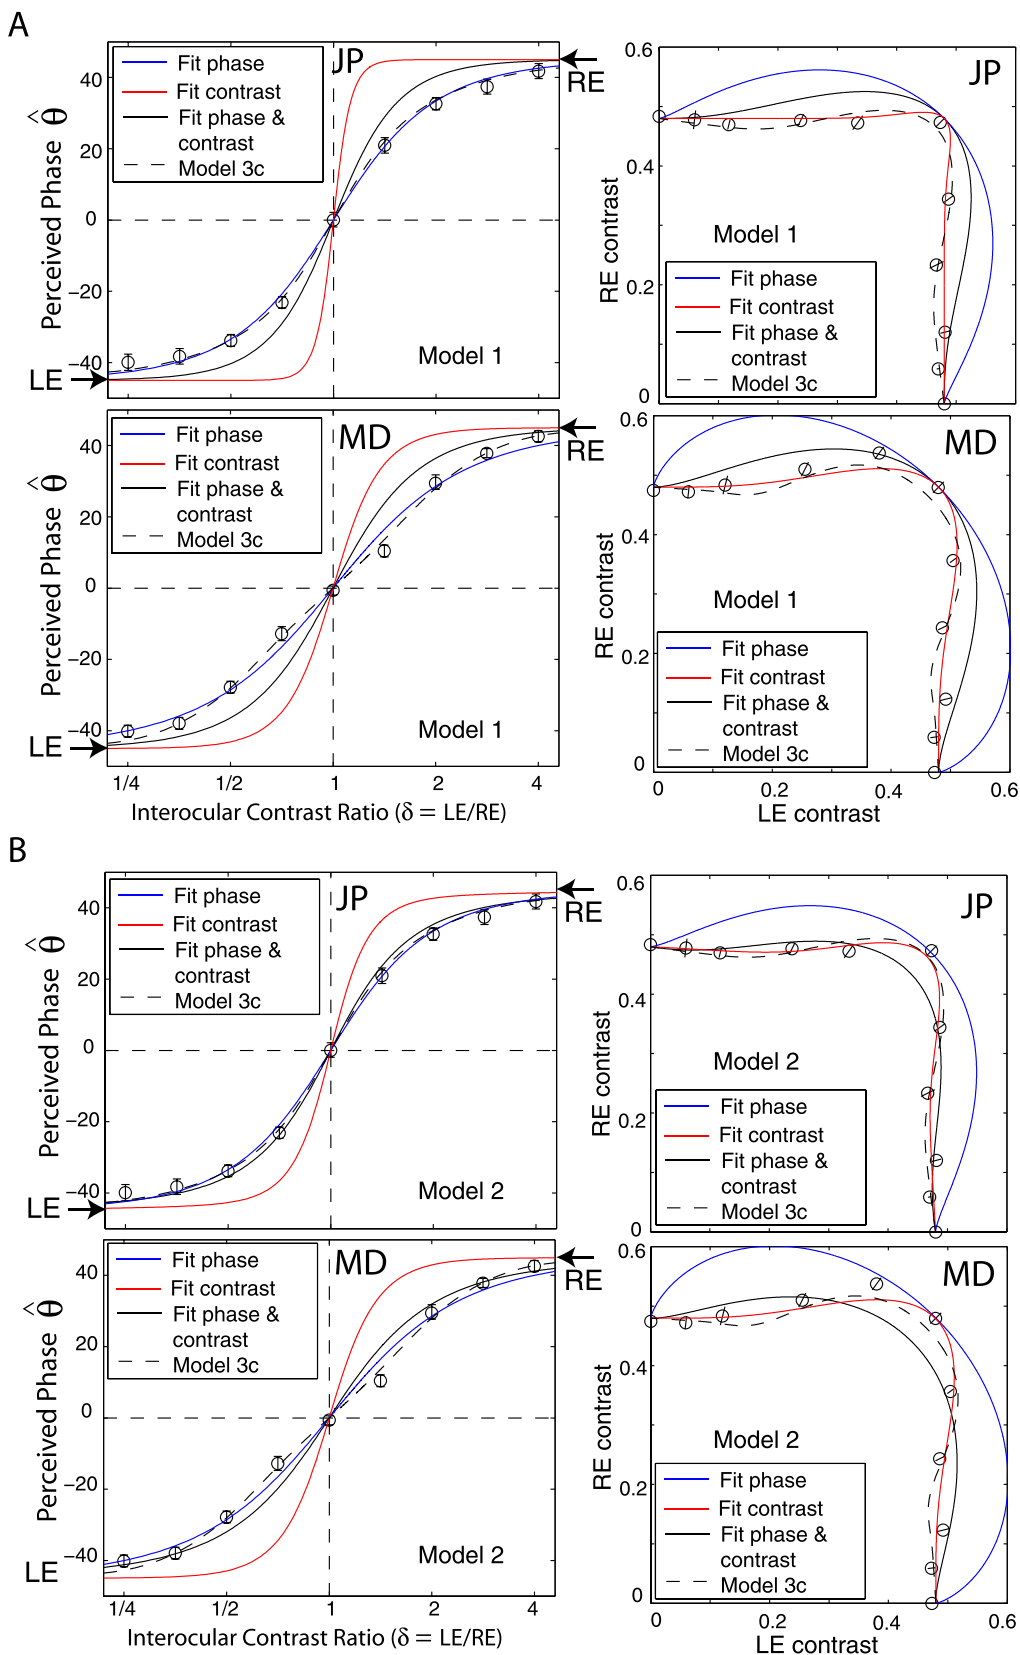 A
Fit phase
Fit contrast
Fit phase &
contrast
Model 3c
JP
RE
LE
Model 1
40
20
0
−20
−40
Perceived Phase θ̂
0.6
0.4
0.2
0
RE contrast
JP
Model 1
Fit phase
Fit contrast
Fit phase &
contrast
Model 3c
Fit phase
Fit contrast
Fit phase &
contrast
Model 3c
MD
RE
LE
Model 1
40
20
0
−20
−40
Perceived Phase θ̂
1/4 1/2 1 2 4
Interocular Contrast Ratio (δ = LE/RE)
0.6
0.4
0.2
0
RE contrast
MD
Model 1
Fit phase
Fit contrast
Fit phase &
contrast
Model 3c
0 0.2 0.4 0.6
LE contrast
B
Fit phase
Fit contrast
Fit phase &
contrast
Model 3c
JP
RE
LE
Model 2
40
20
0
−20
−40
Perceived Phase θ̂
0.6
0.4
0.2
0
RE contrast
JP
Model 2
Fit phase
Fit contrast
Fit phase &
contrast
Model 3c
Fit phase
Fit contrast
Fit phase &
contrast
Model 3c
MD
RE
LE
Model 2
40
20
0
−20
−40
Perceived Phase θ̂
1/4 1/2 1 2 4
Interocular Contrast Ratio (δ = LE/RE)
0.6
0.4
0.2
0
RE contrast
MD
Model 2
Fit phase
Fit contrast
Fit phase &
contrast
Model 3c
0 0.2 0.4 0.6
LE contrast